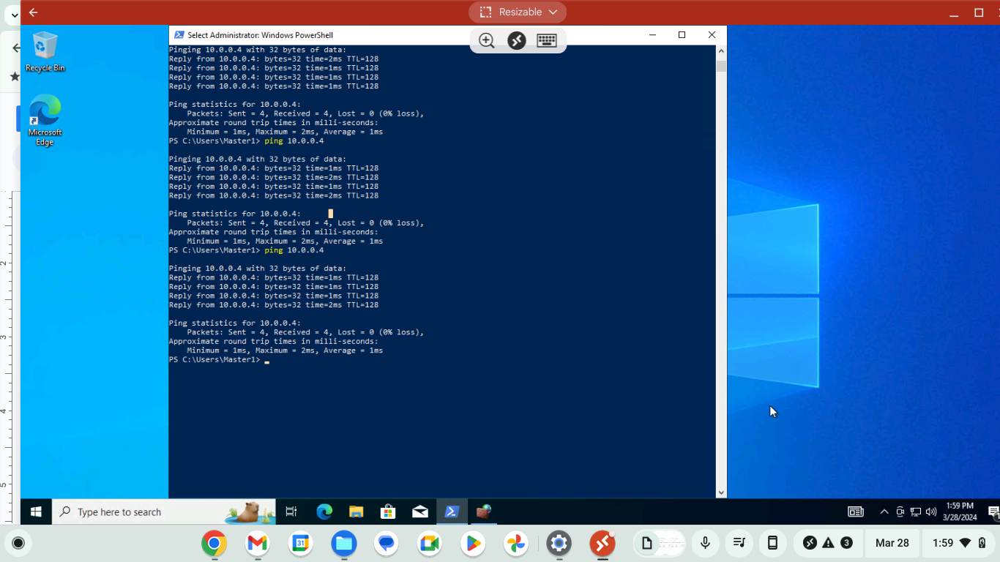 Resizable
Recycle Bin
Microsoft
Edge
Select Administrator: Windows PowerShell
Pinging 10.0.0.4 with 32 bytes of data:
Reply from 10.0.0.4: bytes=32 time=2ms TTL=128
Reply from 10.0.0.4: bytes=32 time=1ms TTL=128
Reply from 10.0.0.4: bytes=32 time=1ms TTL=128
Reply from 10.0.0.4: bytes=32 time=1ms TTL=128
Ping statistics for 10.0.0.4:
Packets: Sent = 4, Received = 4, Lost = 0 (0% loss),
Approximate round trip times in milli-seconds:
Minimum = 1ms, Maximum = 2ms, Average = 1ms
PS C:\Users\Master1> ping 10.0.0.4
Pinging 10.0.0.4 with 32 bytes of data:
Reply from 10.0.0.4: bytes=32 time=1ms TTL=128
Reply from 10.0.0.4: bytes=32 time=2ms TTL=128
Reply from 10.0.0.4: bytes=32 time=1ms TTL=128
Reply from 10.0.0.4: bytes=32 time=2ms TTL=128
Ping statistics for 10.0.0.4:
Packets: Sent = 4, Received = 4, Lost = 0 (0% loss),
Approximate round trip times in milli-seconds:
Minimum = 1ms, Maximum = 2ms, Average = 1ms
PS C:\Users\Master1> ping 10.0.0.4
Pinging 10.0.0.4 with 32 bytes of data:
Reply from 10.0.0.4: bytes=32 time=1ms TTL=128
Reply from 10.0.0.4: bytes=32 time=1ms TTL=128
Reply from 10.0.0.4: bytes=32 time=1ms TTL=128
Reply from 10.0.0.4: bytes=32 time=2ms TTL=128
Ping statistics for 10.0.0.4:
Packets: Sent = 4, Received = 4, Lost = 0 (0% loss),
Approximate round trip times in milli-seconds:
Minimum = 1ms, Maximum = 2ms, Average = 1ms
PS C:\Users\Master1>
2
3
4
5
Type here to search
1:59 PM
3/28/2024
1
31
3
Mar 28
1:59